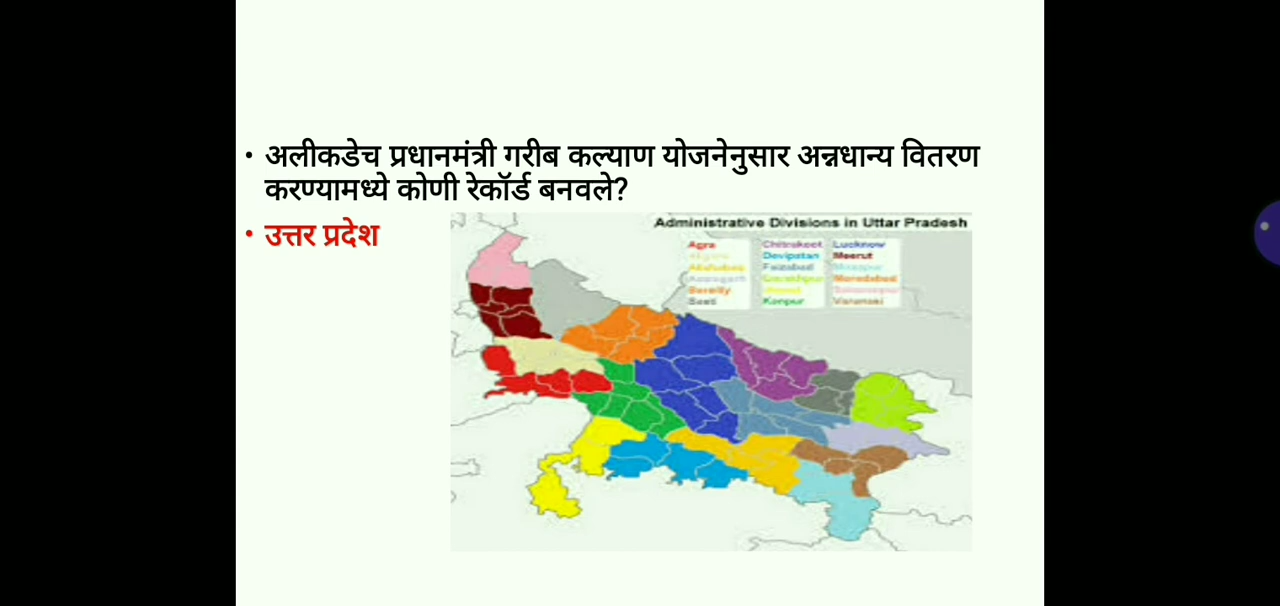 • अलीकडेच प्रधानमंत्री गरीब कल्याण योजनेनुसार अन्नधान्य वितरण
करण्यामध्ये कोणी रेकॉर्ड बनवले?
• उत्तर प्रदेश
Administrative Divisions in Uttar Pradesh
Agra Chitrakoot Lucknow
Devipatan Meerut
Faizabad
Moradabad
Bareilly
Basti Kanpur Varanasi